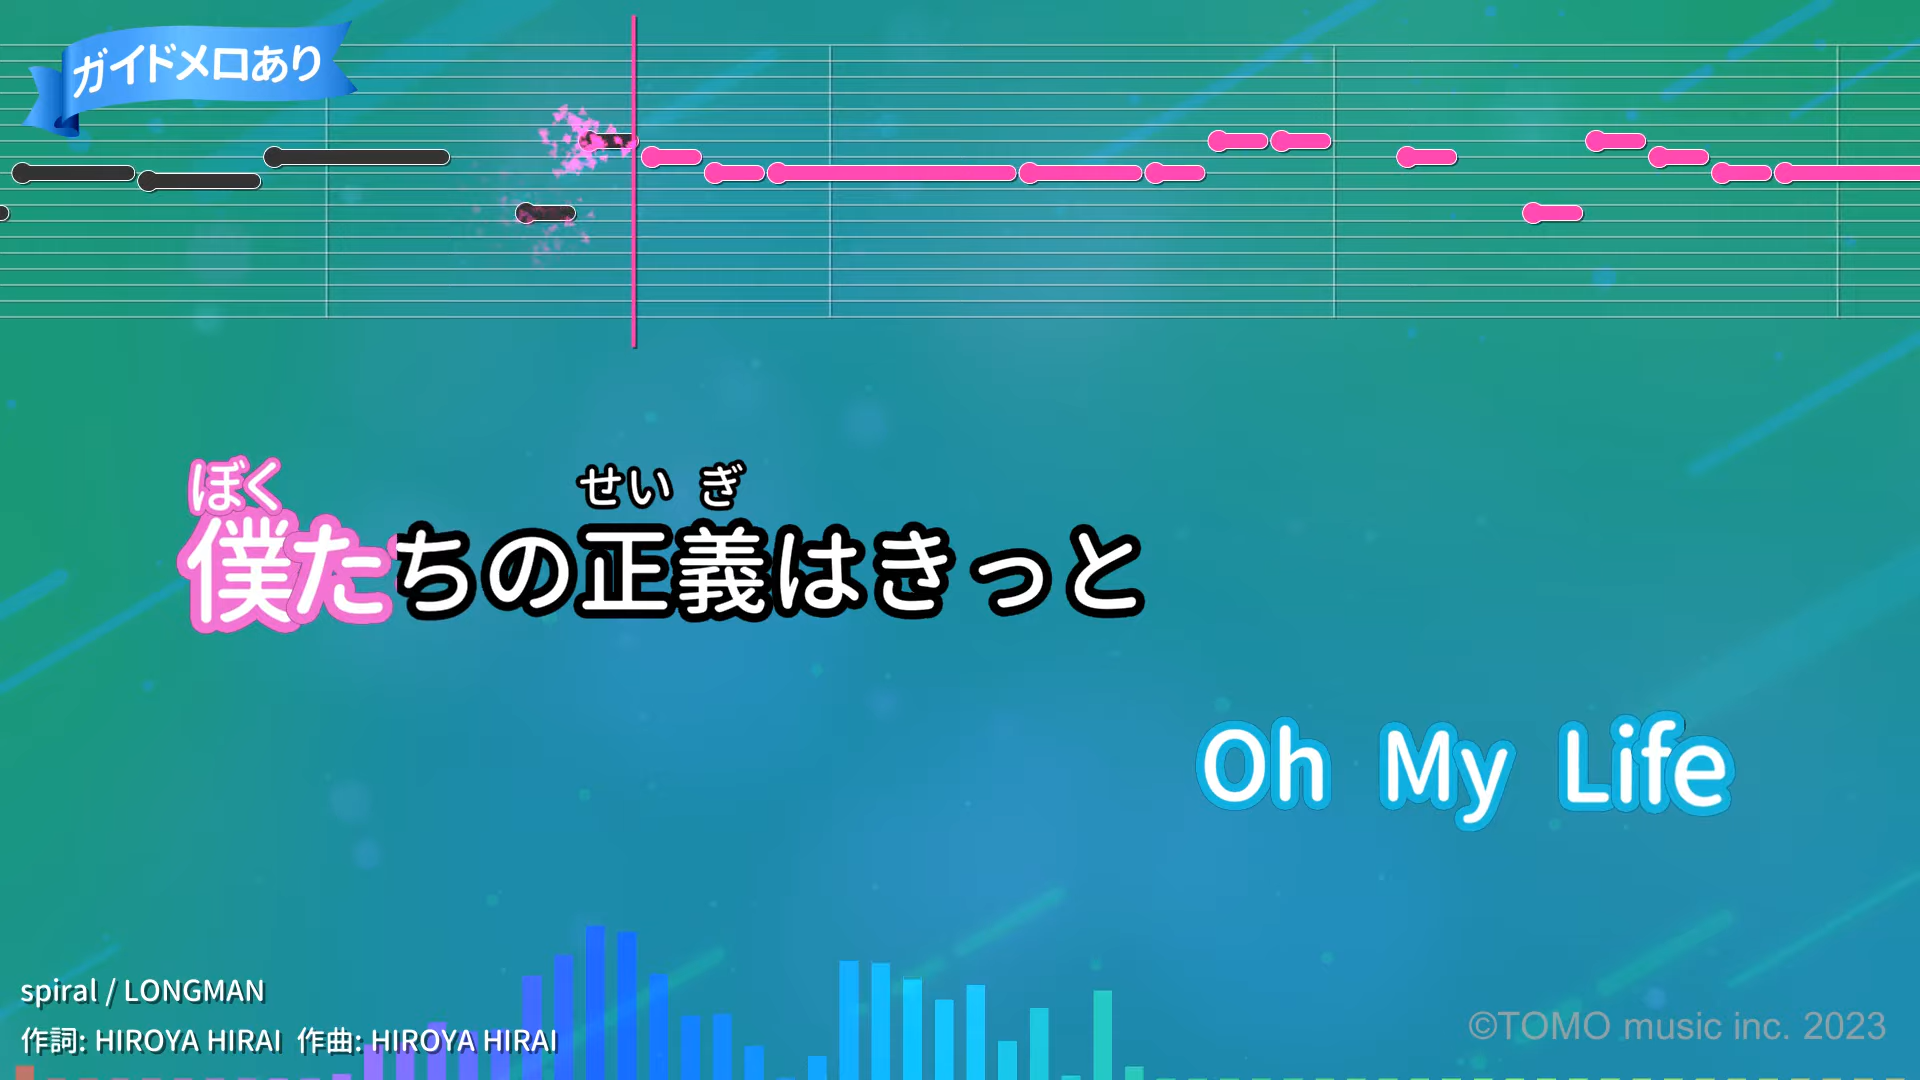 ガイドメロあり
ぼく せいぎ
僕たちの正義はきっと
Oh My Life
spiral / LONGMAN
作詞: HIROYA HIRAI 作曲: HIROYA HIRAI
©TOMO music inc. 2023